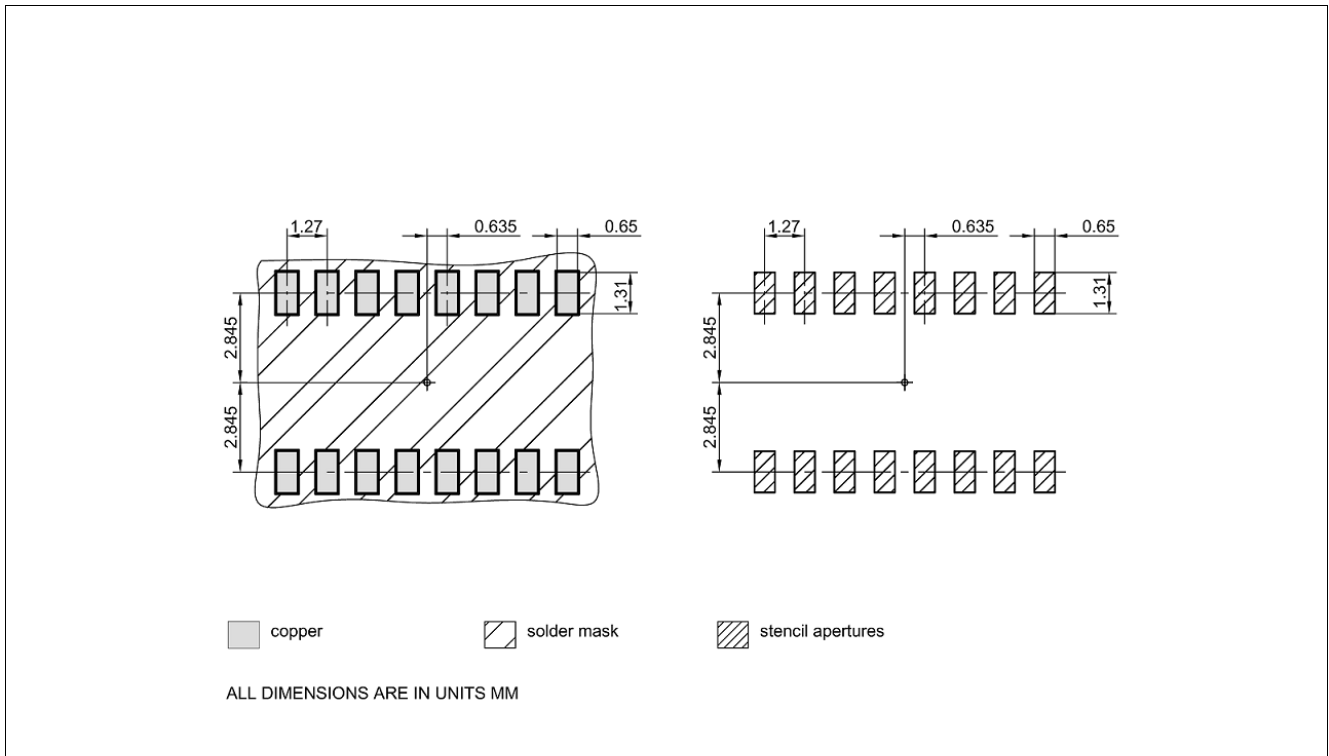 1.27 0.635 0.65 1.27 0.635 0.65
1.31 1.31
2.845 2.845
2.845 2.845
copper solder mask stencil apertures
ALL DIMENSIONS ARE IN UNITS MM